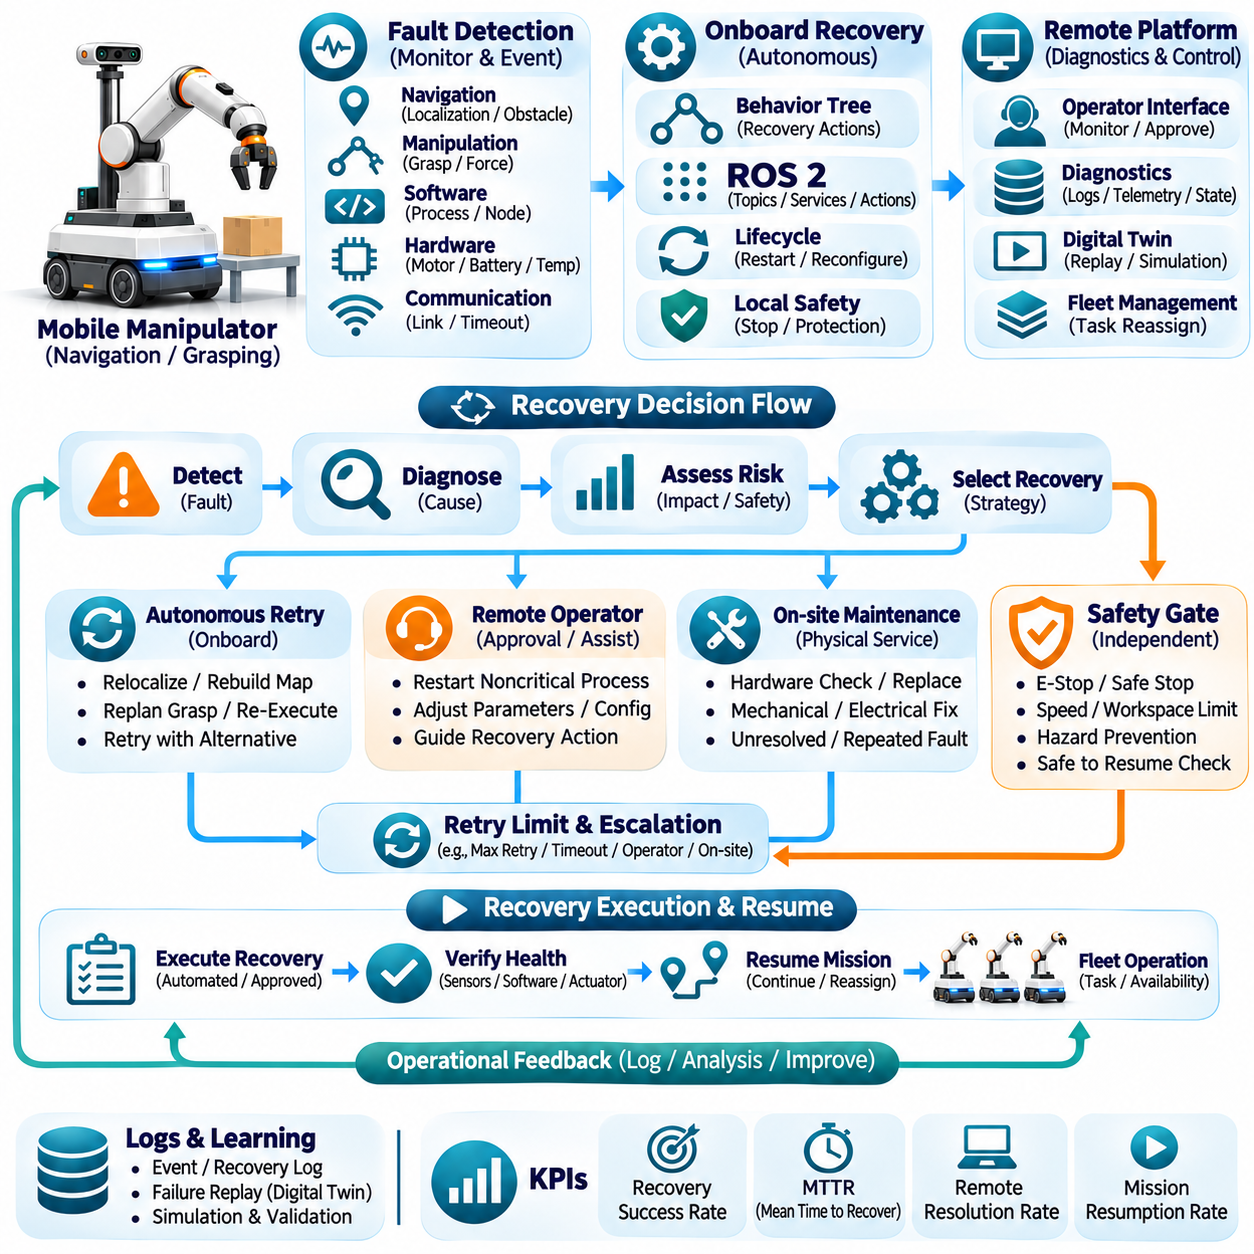 Mobile Manipulator
(Navigation / Grasping)
Fault Detection
(Monitor & Event)
Navigation
(Localization / Obstacle)
Manipulation
(Grasp / Force)
Software
(Process / Node)
Hardware
(Motor / Battery / Temp)
Communication
(Link / Timeout)
Onboard Recovery
(Autonomous)
Behavior Tree
(Recovery Actions)
ROS 2
(Topics / Services / Actions)
Lifecycle
(Restart / Reconfigure)
Local Safety
(Stop / Protection)
Remote Platform
(Diagnostics & Control)
Operator Interface
(Monitor / Approve)
Diagnostics
(Logs / Telemetry / State)
Digital Twin
(Replay / Simulation)
Fleet Management
(Task Reassign)
Recovery Decision Flow
Detect
(Fault)
Diagnose
(Cause)
Assess Risk
(Impact / Safety)
Select Recovery
(Strategy)
Autonomous Retry
(Onboard)
• Relocalize / Rebuild Map
• Replan Grasp / Re-Execute
• Retry with Alternative
Remote Operator
(Approval / Assist)
• Restart Noncritical Process
• Adjust Parameters / Config
• Guide Recovery Action
On-site Maintenance
(Physical Service)
• Hardware Check / Replace
• Mechanical / Electrical Fix
• Unresolved / Repeated Fault
Safety Gate
(Independent)
• E-Stop / Safe Stop
• Speed / Workspace Limit
• Hazard Prevention
• Safe to Resume Check
Retry Limit & Escalation
(e.g., Max Retry / Timeout / Operator / On-site)
Recovery Execution & Resume
Execute Recovery
(Automated / Approved)
Verify Health
(Sensors / Software / Actuator)
Resume Mission
(Continue / Reassign)
Fleet Operation
(Task / Availability)
Operational Feedback (Log / Analysis / Improve)
Logs & Learning
• Event / Recovery Log
• Failure Replay (Digital Twin)
• Simulation & Validation
KPIs
Recovery
Success Rate
MTTR
(Mean Time to Recover)
Remote
Resolution Rate
Mission
Resumption Rate